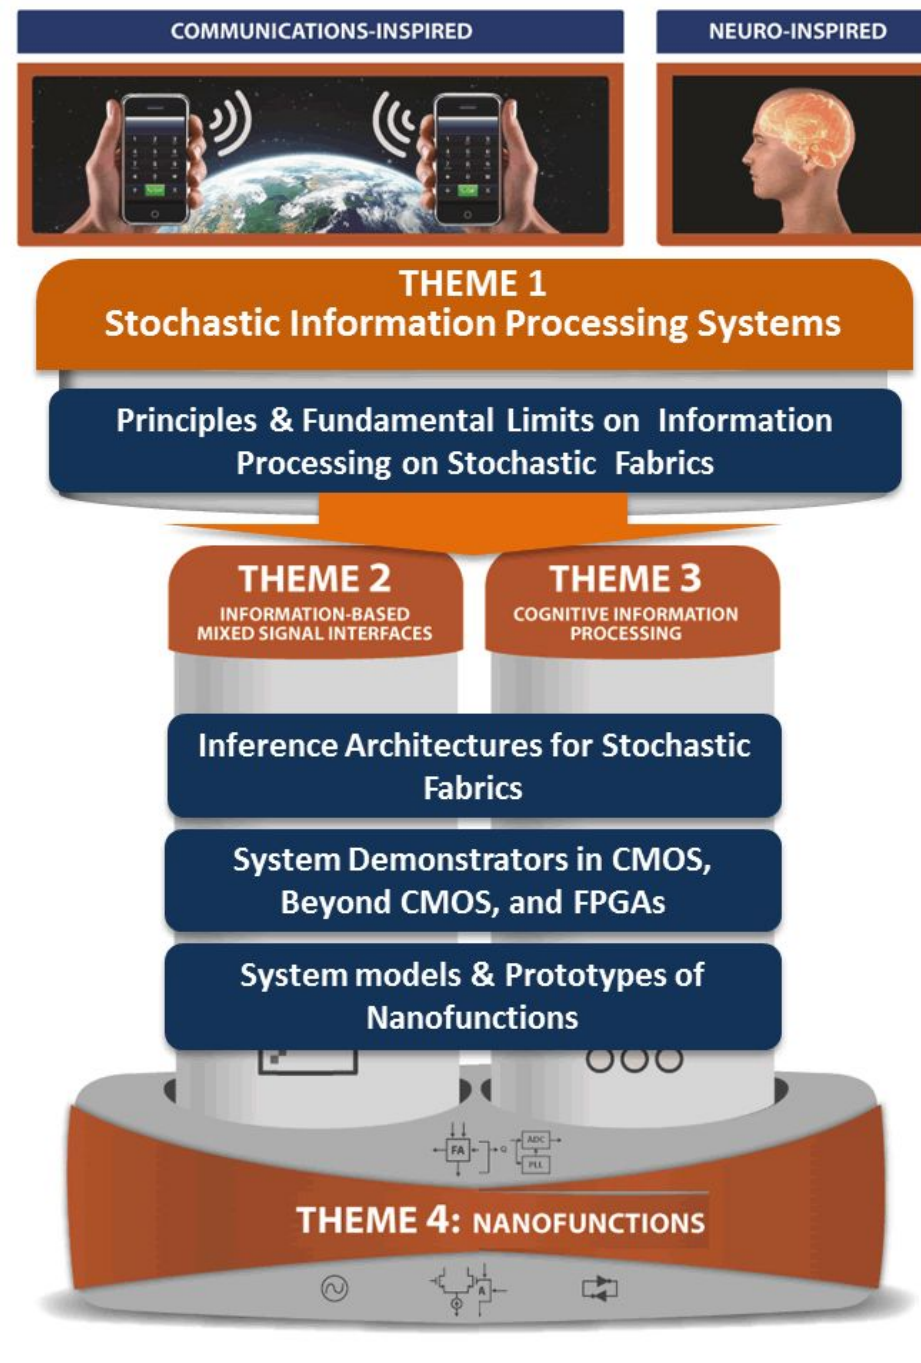 COMMUNICATIONS-INSPIRED
NEURO-INSPIRED
THEME 1
Stochastic Information Processing Systems
Principles & Fundamental Limits on Information
Processing on Stochastic Fabrics
THEME 2
INFORMATION-BASED
MIXED SIGNAL INTERFACES
THEME 3
COGNITIVE INFORMATION
PROCESSING
Inference Architectures for Stochastic
Fabrics
System Demonstrators in CMOS,
Beyond CMOS, and FPGAs
System models & Prototypes of
Nanofunctions
FA
Q
ADC
PLL
THEME 4: NANOFUNCTIONS
A